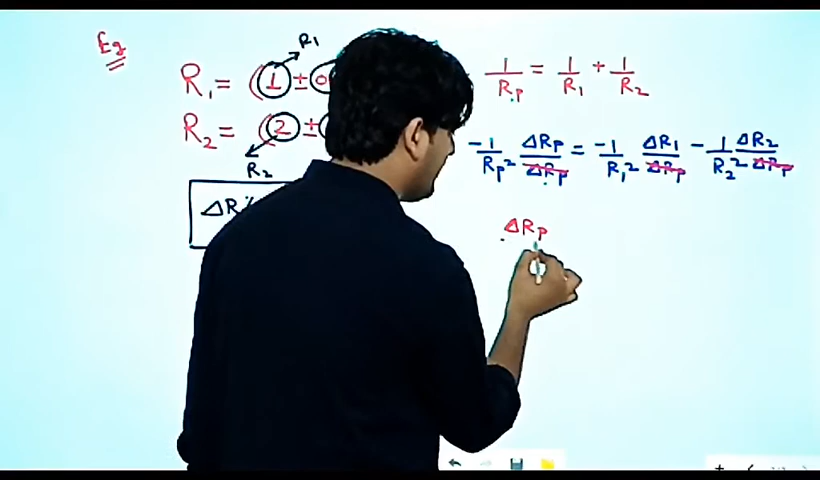 Eg
R1
R₁ = (1 ± 0
R₂ = (2 ±
R2
ΔR %
1/Rp = 1/R₁ + 1/R₂
-1/Rp² ΔRp/ΔRp = -1/R₁² ΔR₁/ΔRp - 1/R₂² ΔR₂/ΔRp
ΔRp